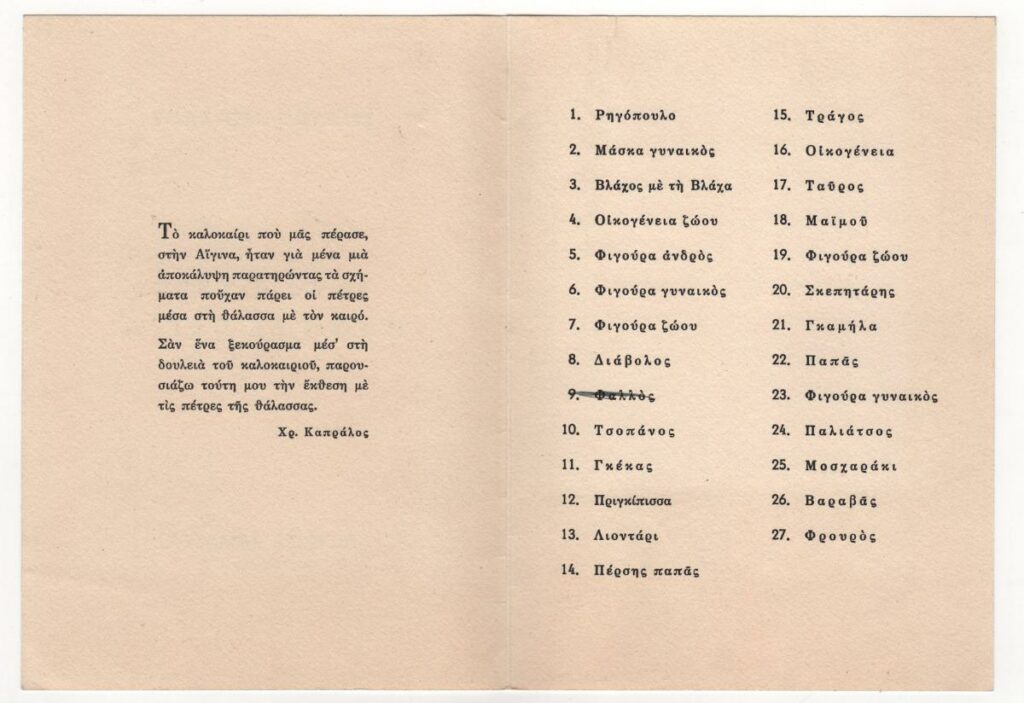 Τὸ καλοκαίρι ποὺ μᾶς πέρασε,
στὴν Αἴγινα, ἦταν γιὰ μένα μιὰ
ἀποκάλυψη παρατηρώντας τὰ σχή-
ματα ποὖχαν πάρει οἱ πέτρες
μέσα στὴ θάλασσα μὲ τὸν καιρό.
Σὰν ἕνα ξεκούρασμα μέσ' στὴ
δουλειὰ τοῦ καλοκαιριοῦ, παρου-
σιάζω τούτη μου τὴν ἔκθεση μὲ
τὶς πέτρες τῆς θάλασσας.
Χρ. Καπράλος
1. Ρηγόπουλο
2. Μάσκα γυναικὸς
3. Βλάχος μὲ τὴ Βλάχα
4. Οἰκογένεια ζώου
5. Φιγούρα ἀνδρὸς
6. Φιγούρα γυναικὸς
7. Φιγούρα ζώου
8. Διάβολος
9. Φαλλὸς
10. Τσοπάνος
11. Γκέκας
12. Πριγκίπισσα
13. Λιοντάρι
14. Πέρσης παπᾶς
15. Τράγος
16. Οἰκογένεια
17. Ταῦρος
18. Μαϊμοῦ
19. Φιγούρα ζώου
20. Σκεπητάρης
21. Γκαμήλα
22. Παπᾶς
23. Φιγούρα γυναικὸς
24. Παλιάτσος
25. Μοσχαράκι
26. Βαραβᾶς
27. Φρουρὸς